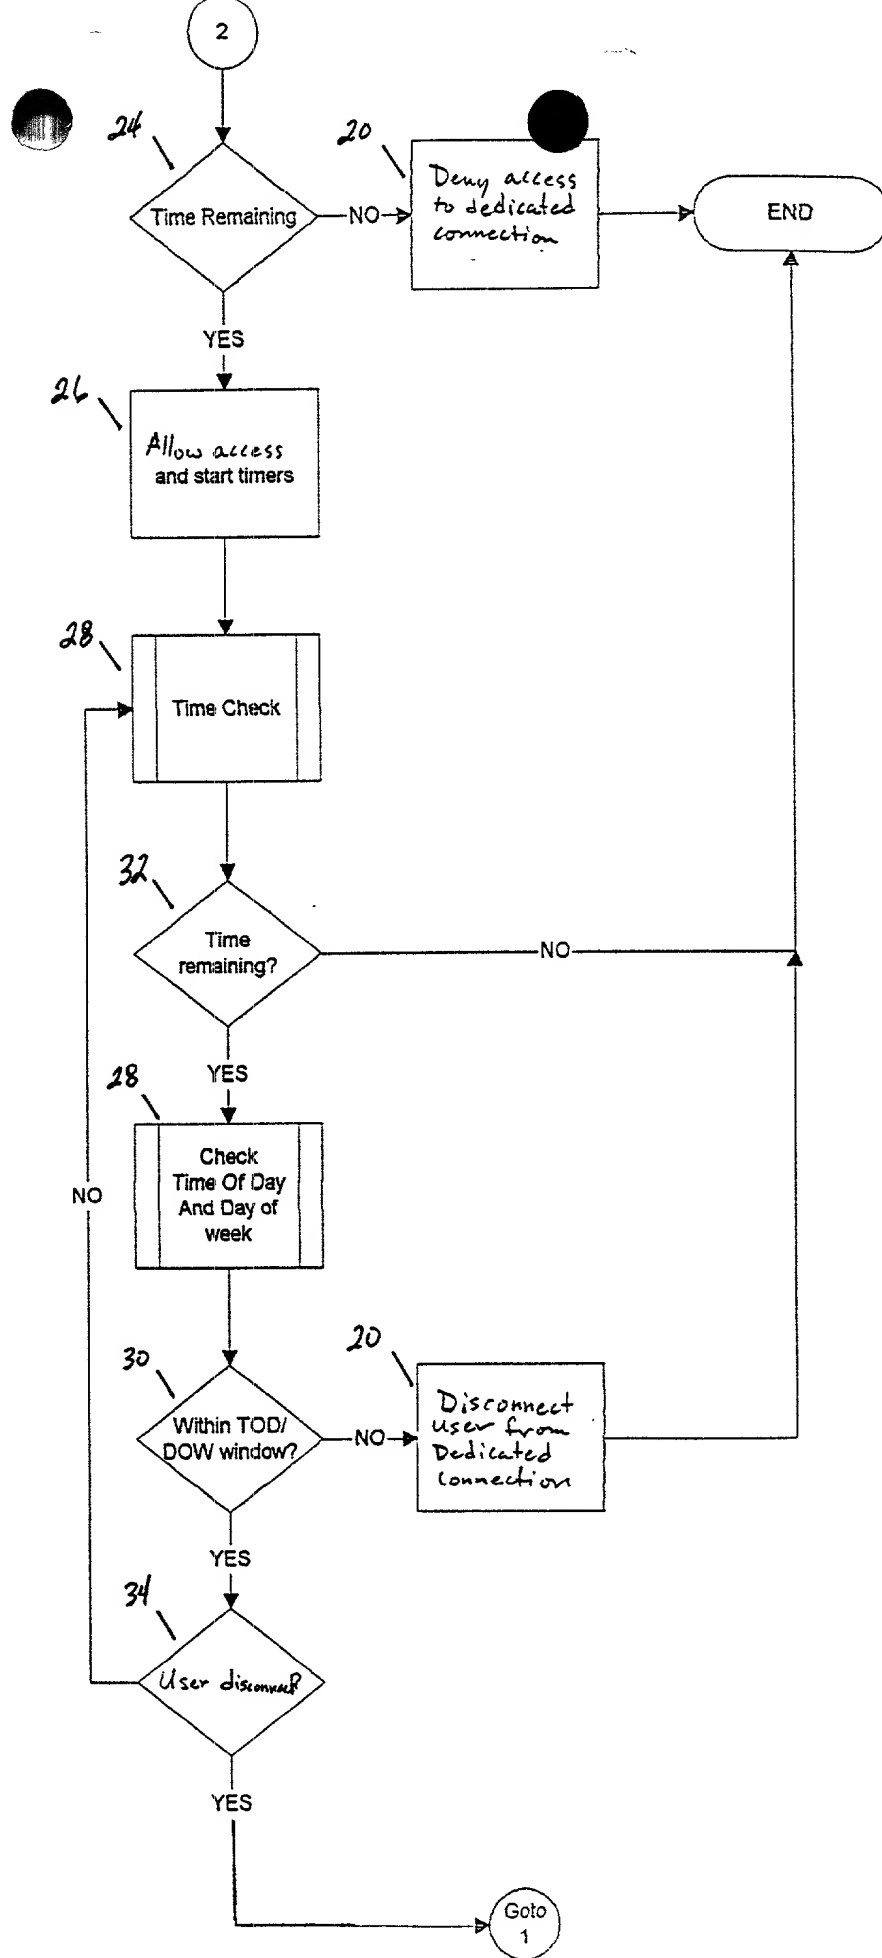 2
24
20
Time Remaining
NO
Deny access
to dedicated
connection
END
YES
26
Allow access
and start timers
28
Time Check
32
Time
remaining?
NO
YES
28
Check
Time Of Day
And Day of
week
NO
30
20
Within TOD/
DOW window?
NO
Disconnect
user from
Dedicated
connection
YES
34
User disconnect?
YES
Goto
1